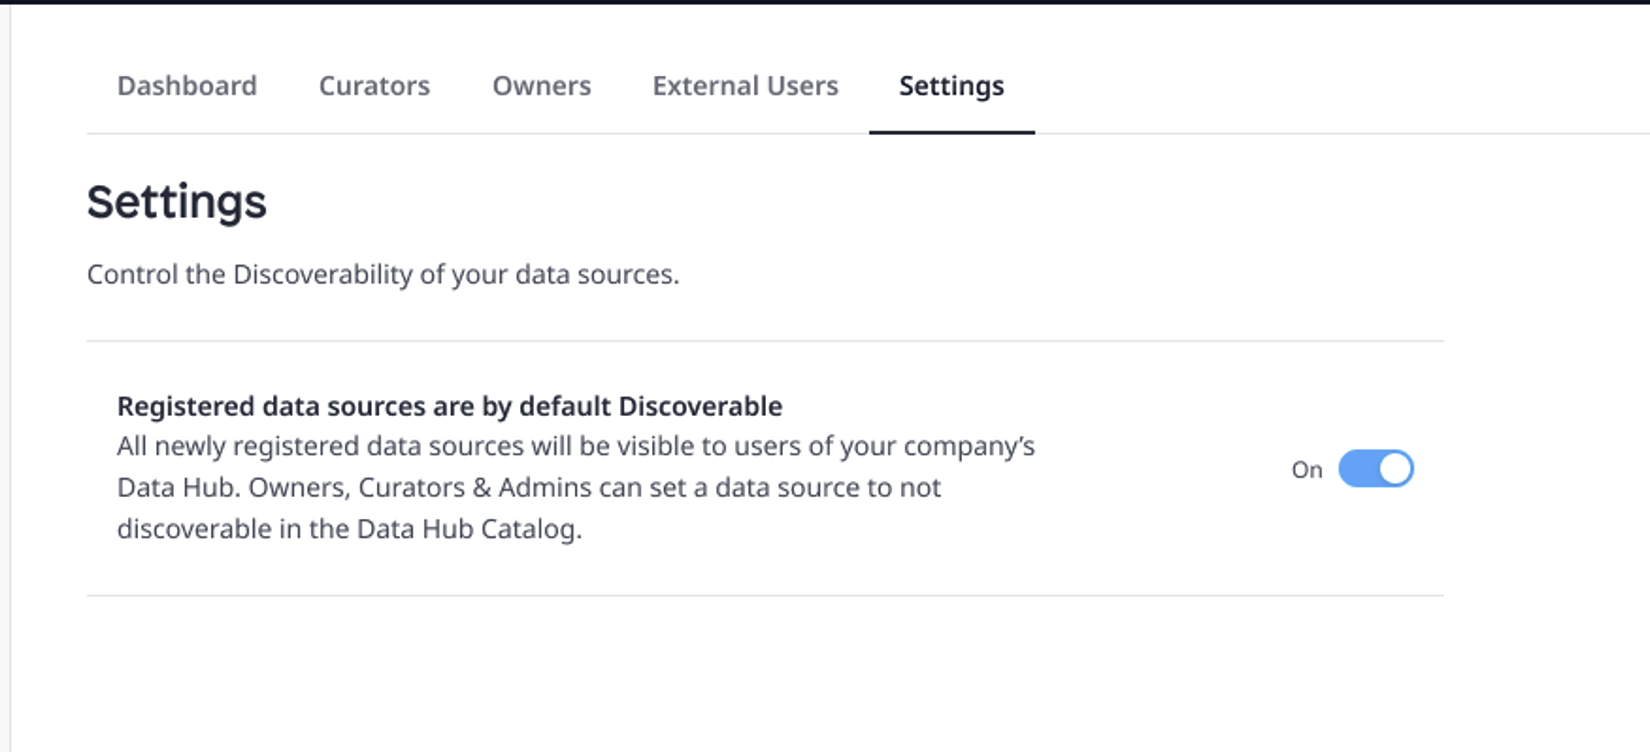 Dashboard Curators Owners External Users Settings
Settings
Control the Discoverability of your data sources.
Registered data sources are by default Discoverable
All newly registered data sources will be visible to users of your company’s
Data Hub. Owners, Curators & Admins can set a data source to not
discoverable in the Data Hub Catalog.
On